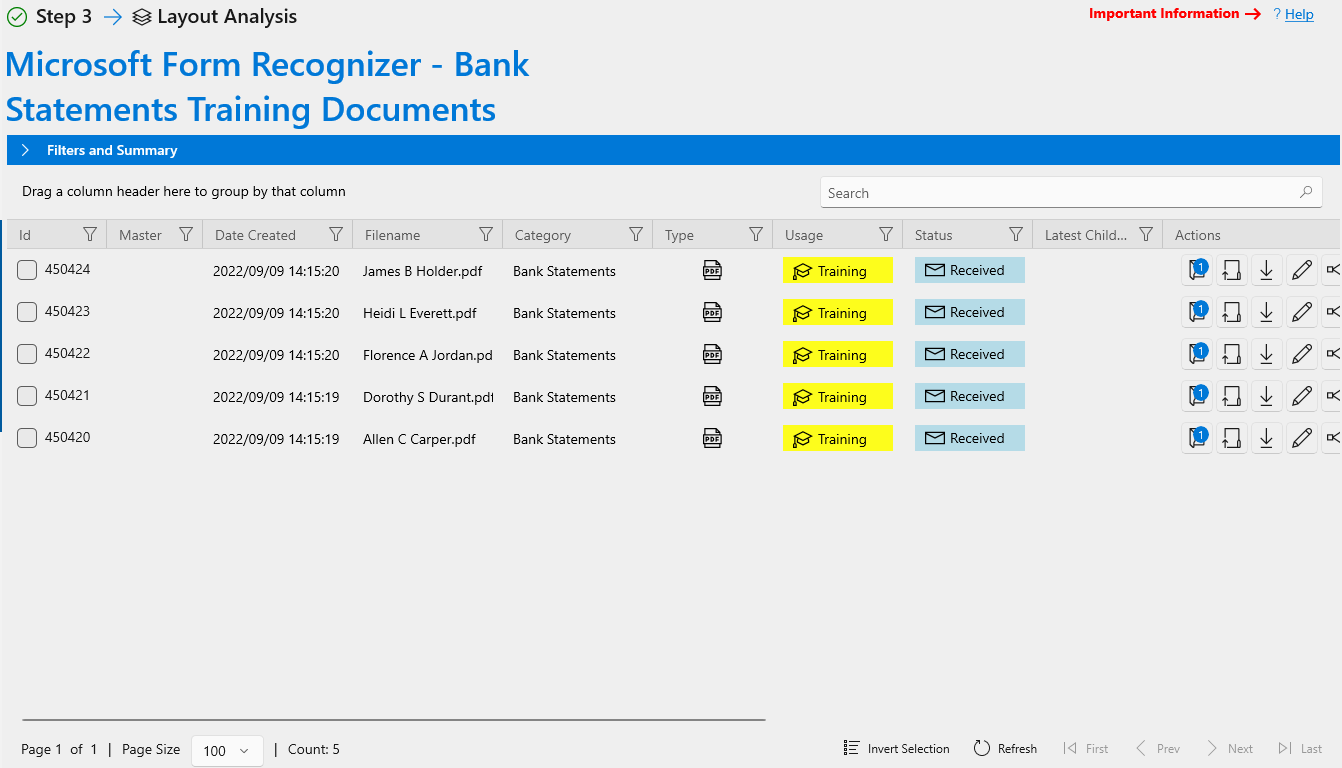 Step 3 Layout Analysis Important Information ? Help
Microsoft Form Recognizer - Bank
Statements Training Documents
Filters and Summary
Drag a column header here to group by that column Search
Id Master Date Created Filename Category Type Usage Status Latest Child... Actions
450424 2022/09/09 14:15:20 James B Holder.pdf Bank Statements PDF Training Received 1
450423 2022/09/09 14:15:20 Heidi L Everett.pdf Bank Statements PDF Training Received 1
450422 2022/09/09 14:15:20 Florence A Jordan.pd Bank Statements PDF Training Received 1
450421 2022/09/09 14:15:19 Dorothy S Durant.pdf Bank Statements PDF Training Received 1
450420 2022/09/09 14:15:19 Allen C Carper.pdf Bank Statements PDF Training Received 1
Page 1 of 1 | Page Size 100 | Count: 5 Invert Selection Refresh First Prev Next Last